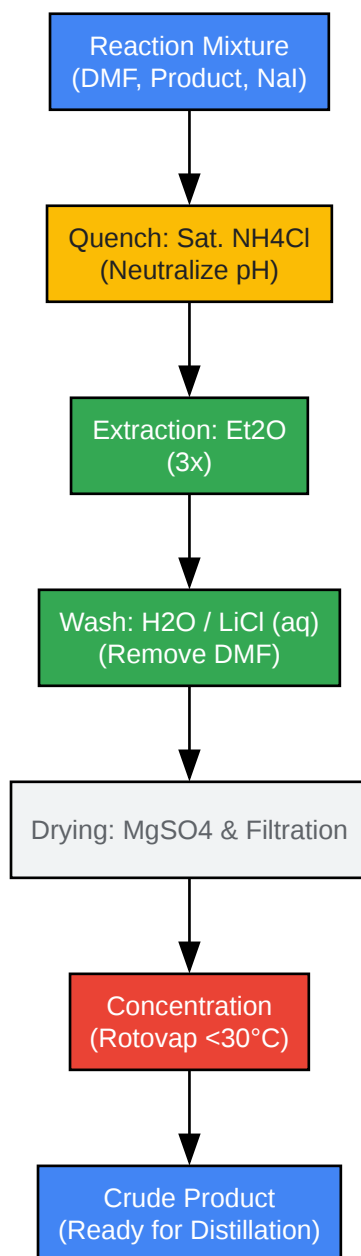 Reaction Mixture
(DMF, Product, NaI)
Quench: Sat. NH4Cl
(Neutralize pH)
Extraction: Et2O
(3x)
Wash: H2O / LiCl (aq)
(Remove DMF)
Drying: MgSO4 & Filtration
Concentration
(Rotovap <30°C)
Crude Product
(Ready for Distillation)